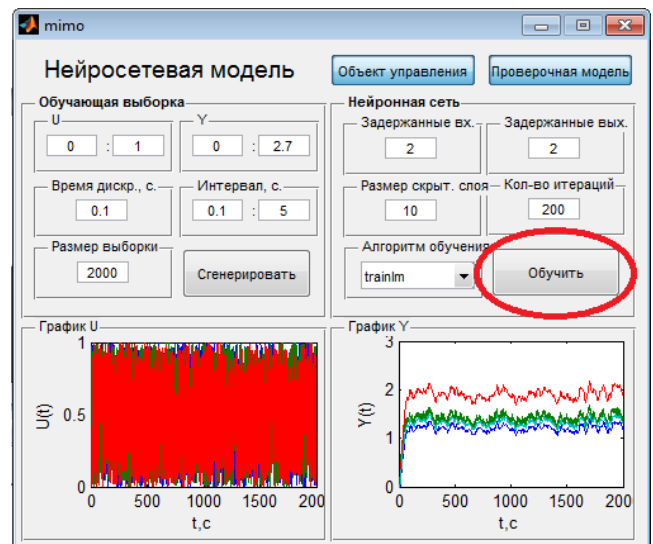 mimo
Нейросетевая модель
Объект управления
Проверочная модель
Обучающая выборка
U
0 : 1
Y
0 : 2.7
Время дискр., с.
0.1
Интервал, с.
0.1 : 5
Размер выборки
2000
Сгенерировать
Нейронная сеть
Задержанные вх.
2
Задержанные вых.
2
Размер скрыт. слоя
10
Кол-во итераций
200
Алгоритм обучения
trainlm
Обучить
График U
1
0.5
0
U(t)
0 500 1000 1500 200
t,c
График Y
3
2
1
0
Y(t)
0 500 1000 1500 200
t,c